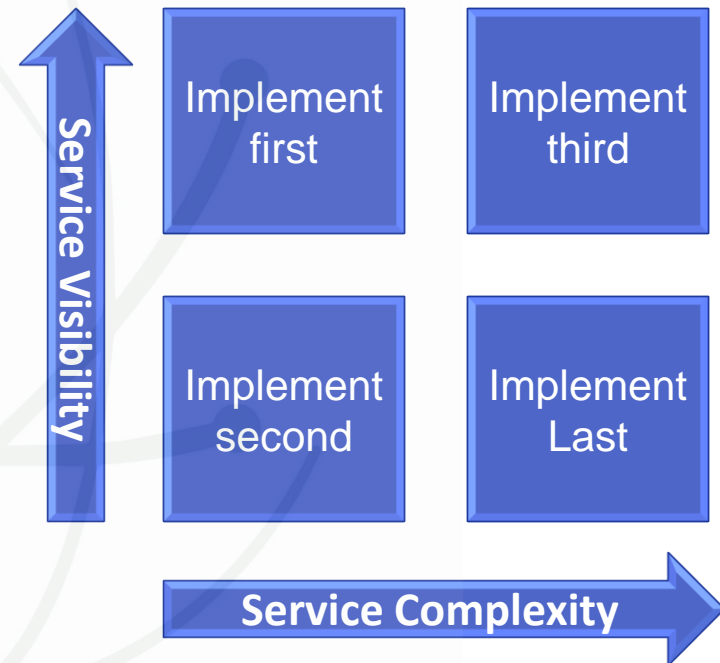 Service Visibility
Implement
first
Implement
third
Implement
second
Implement
Last
Service Complexity